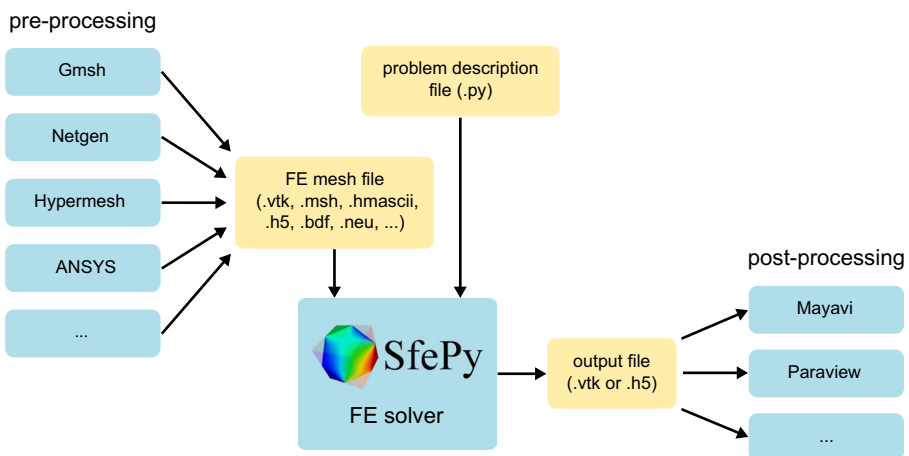 pre-processing
Gmsh
Netgen
Hypermesh
ANSYS
...
problem description
file (.py)
FE mesh file
(.vtk, .msh, .hmascii,
.h5, .bdf, .neu, ...)
SfePy
FE solver
output file
(.vtk or .h5)
post-processing
Mayavi
Paraview
...